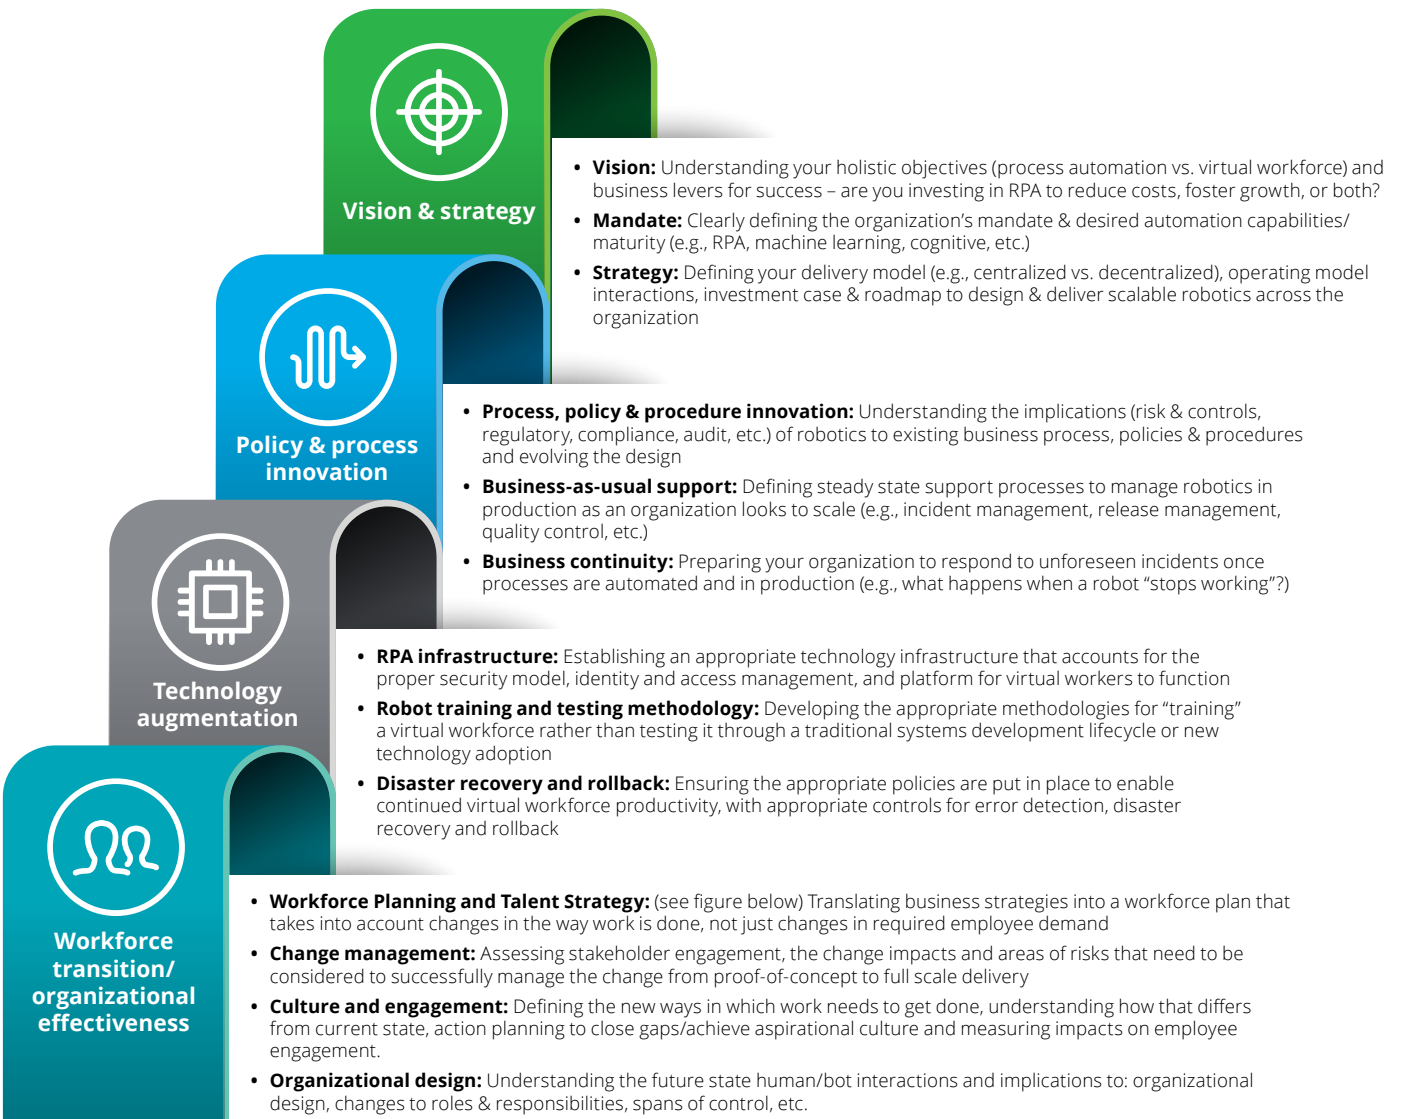 Vision & strategy
• Vision: Understanding your holistic objectives (process automation vs. virtual workforce) and
business levers for success – are you investing in RPA to reduce costs, foster growth, or both?
• Mandate: Clearly defining the organization’s mandate & desired automation capabilities/
maturity (e.g., RPA, machine learning, cognitive, etc.)
• Strategy: Defining your delivery model (e.g., centralized vs. decentralized), operating model
interactions, investment case & roadmap to design & deliver scalable robotics across the
organization
Policy & process
innovation
• Process, policy & procedure innovation: Understanding the implications (risk & controls,
regulatory, compliance, audit, etc.) of robotics to existing business process, policies & procedures
and evolving the design
• Business-as-usual support: Defining steady state support processes to manage robotics in
production as an organization looks to scale (e.g., incident management, release management,
quality control, etc.)
• Business continuity: Preparing your organization to respond to unforeseen incidents once
processes are automated and in production (e.g., what happens when a robot “stops working”?)
Technology
augmentation
• RPA infrastructure: Establishing an appropriate technology infrastructure that accounts for the
proper security model, identity and access management, and platform for virtual workers to function
• Robot training and testing methodology: Developing the appropriate methodologies for “training”
a virtual workforce rather than testing it through a traditional systems development lifecycle or new
technology adoption
• Disaster recovery and rollback: Ensuring the appropriate policies are put in place to enable
continued virtual workforce productivity, with appropriate controls for error detection, disaster
recovery and rollback
Workforce
transition/
organizational
effectiveness
• Workforce Planning and Talent Strategy: (see figure below) Translating business strategies into a workforce plan that
takes into account changes in the way work is done, not just changes in required employee demand
• Change management: Assessing stakeholder engagement, the change impacts and areas of risks that need to be
considered to successfully manage the change from proof-of-concept to full scale delivery
• Culture and engagement: Defining the new ways in which work needs to get done, understanding how that differs
from current state, action planning to close gaps/achieve aspirational culture and measuring impacts on employee
engagement.
• Organizational design: Understanding the future state human/bot interactions and implications to: organizational
design, changes to roles & responsibilities, spans of control, etc.